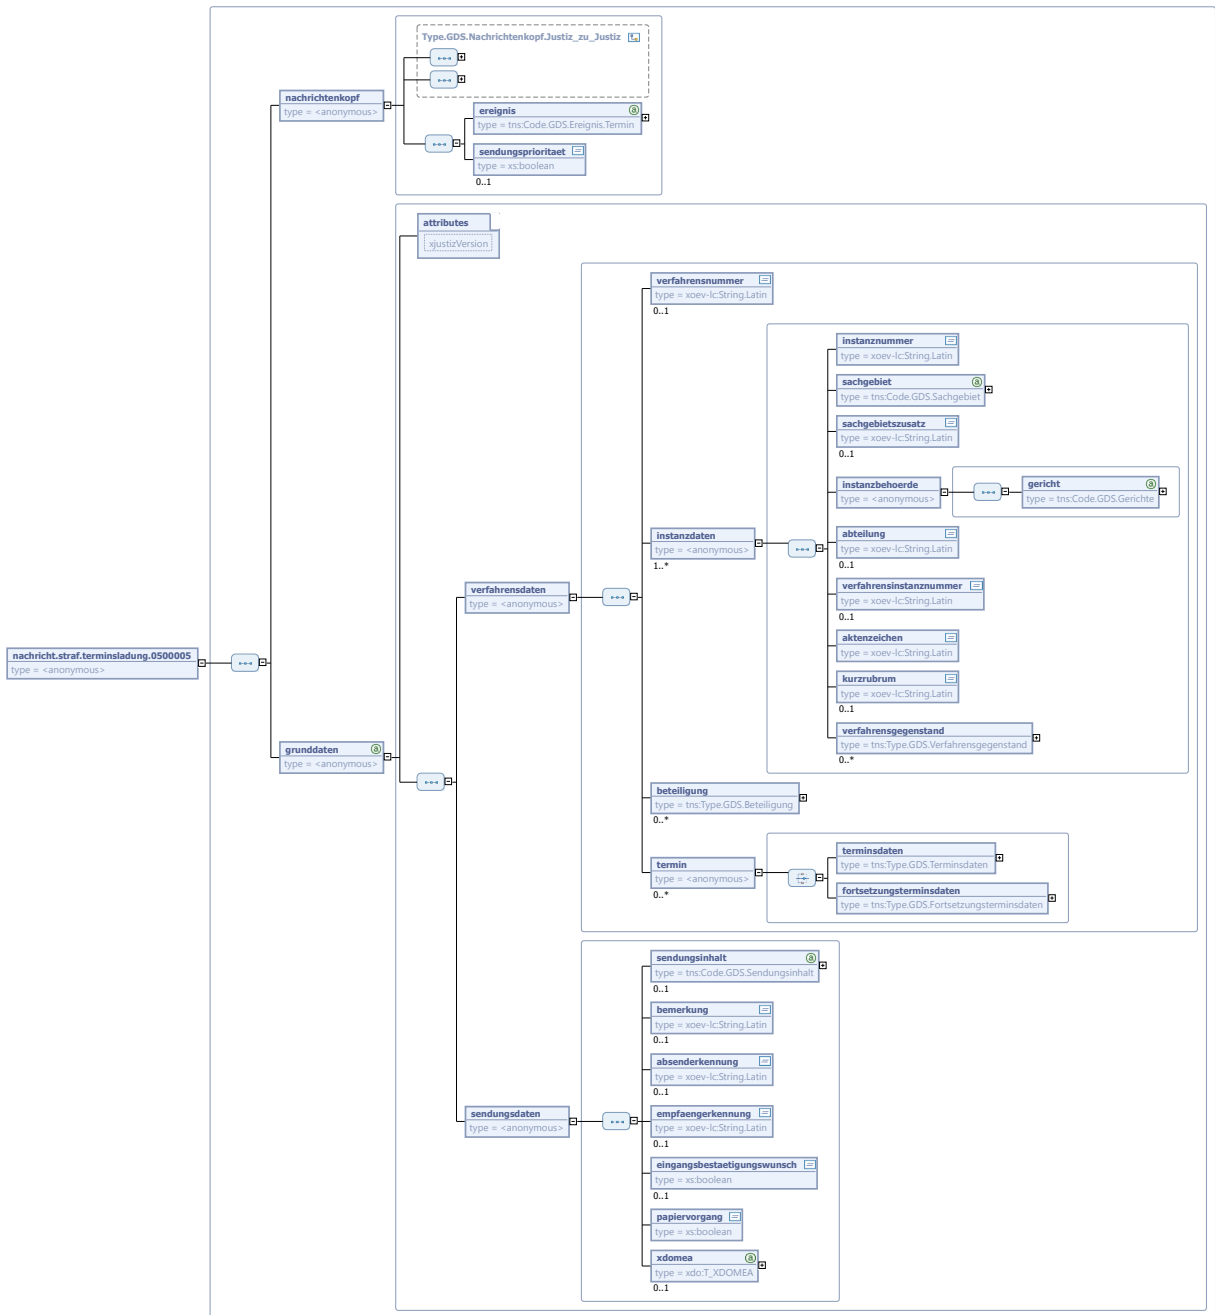 Type.GDS.Nachrichtenkopf.Justiz_zu_Justiz
nachrichtenkopf
type = <anonymous>
ereignis
type = tns:Code.GDS.Ereignis.Termin
sendungsprioritaet
type = xs:boolean
0..1
attributes
xjustizVersion
verfahrensnummer
type = xoev-lc:String.Latin
0..1
instanznummer
type = xoev-lc:String.Latin
sachgebiet
type = tns:Code.GDS.Sachgebiet
sachgebietszusatz
type = xoev-lc:String.Latin
0..1
instanzbehoerde
type = <anonymous>
gericht
type = tns:Code.GDS.Gerichte
instanzdaten
type = <anonymous>
1..*
abteilung
type = xoev-lc:String.Latin
0..1
verfahrensdaten
type = <anonymous>
verfahrensinstanznummer
type = xoev-lc:String.Latin
0..1
aktenzeichen
type = xoev-lc:String.Latin
nachricht.straf.terminsladung.0500005
type = <anonymous>
kurzrubrum
type = xoev-lc:String.Latin
0..1
verfahrensgegenstand
type = tns:Type.GDS.Verfahrensgegenstand
0..*
grunddaten
type = <anonymous>
beteiligung
type = tns:Type.GDS.Beteiligung
0..*
termin
type = <anonymous>
0..*
terminsdaten
type = tns:Type.GDS.Terminsdaten
fortsetzungsterminsdaten
type = tns:Type.GDS.Fortsetzungsterminsdaten
sendungsinhalt
type = tns:Code.GDS.Sendungsinhalt
0..1
bemerkung
type = xoev-lc:String.Latin
0..1
absenderkennung
type = xoev-lc:String.Latin
0..1
sendungsdaten
type = <anonymous>
empfaengerkennung
type = xoev-lc:String.Latin
0..1
eingangsbestaetigungswunsch
type = xs:boolean
0..1
papiervorgang
type = xs:boolean
xdomea
type = xdo:T_XDOMEA
0..1